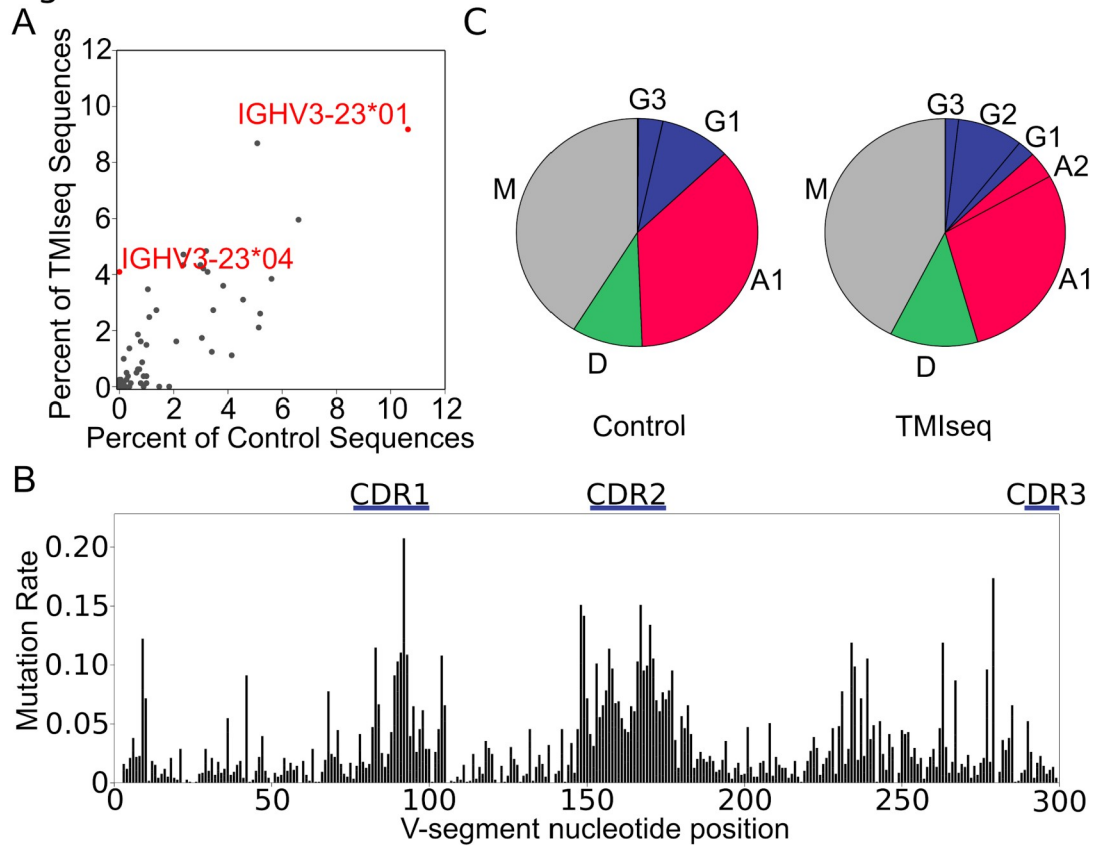 A
C
12
10
8
6
4
2
0
Percent of TMIseq Sequences
IGHV3-23*01
IGHV3-23*04
0 2 4 6 8 10 12
Percent of Control Sequences
G3
G1
M
A1
D
Control
G3
G2
G1
A2
M
A1
D
TMIseq
B
CDR1 CDR2 CDR3
0.20
0.15
0.10
0.05
0
Mutation Rate
0 50 100 150 200 250 300
V-segment nucleotide position